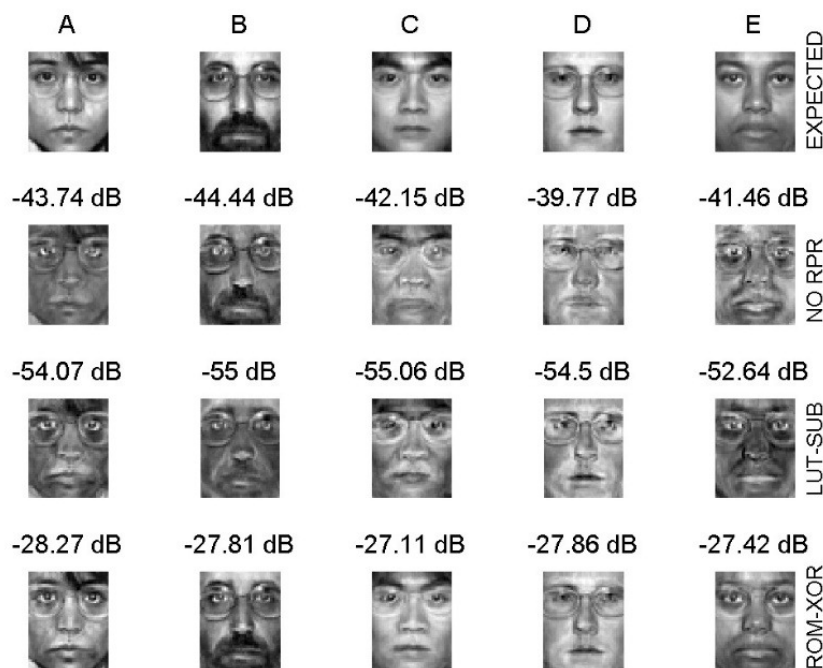 A B C D E
EXPECTED
-43.74 dB -44.44 dB -42.15 dB -39.77 dB -41.46 dB
NO RPR
-54.07 dB -55 dB -55.06 dB -54.5 dB -52.64 dB
LUT-SUB
-28.27 dB -27.81 dB -27.11 dB -27.86 dB -27.42 dB
ROM-XOR